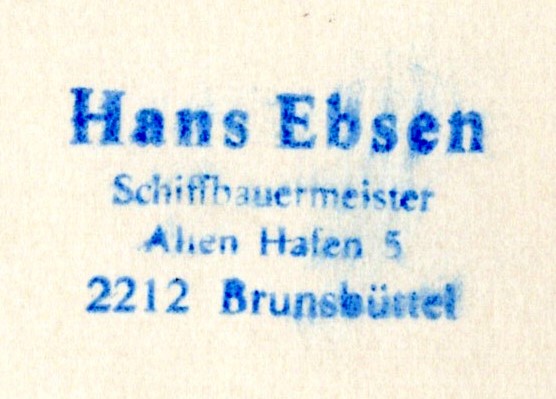 Hans Ebsen
Schiffbauermeister
Alten Hafen 5
2212 Brunsbüttel